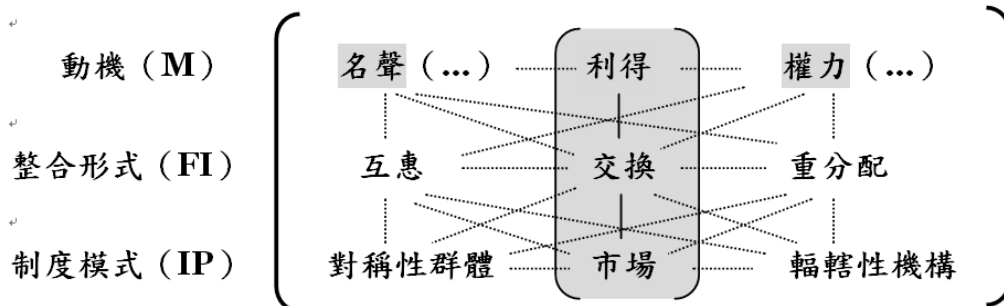 動機（M） 名聲（...） 利得 權力（...）
整合形式（FI） 互惠 交換 重分配
制度模式（IP） 對稱性群體 市場 輻輳性機構